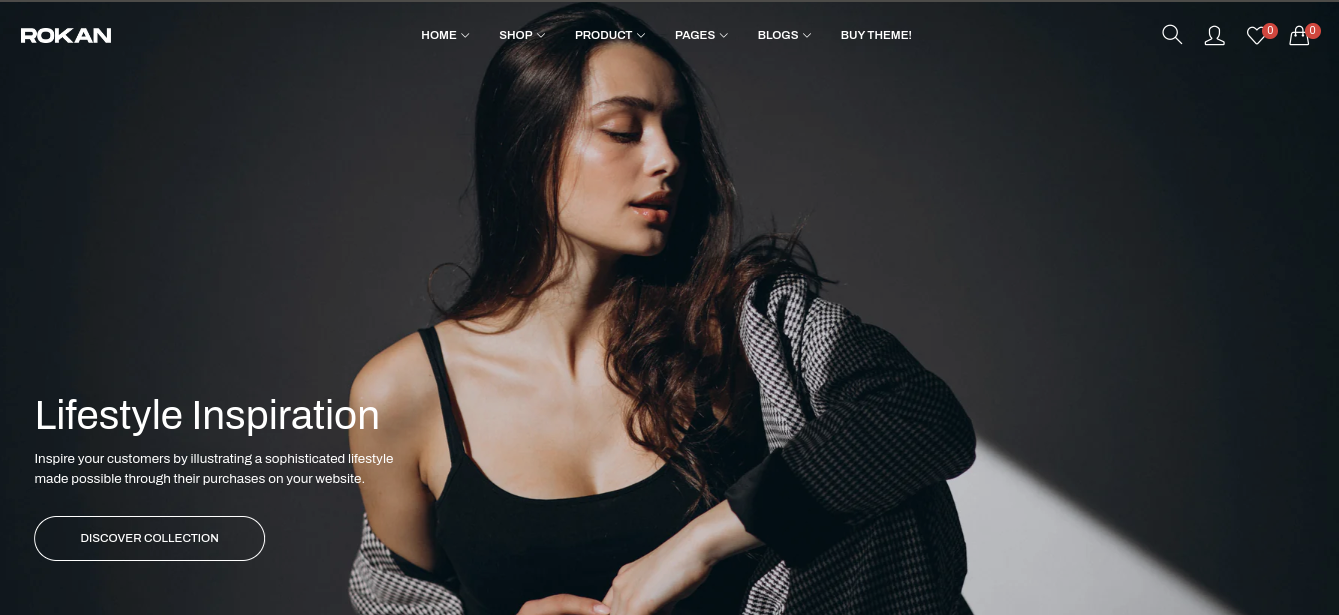 ROKAN
HOME
SHOP
PRODUCT
PAGES
BLOGS
BUY THEME!
0
0
Lifestyle Inspiration
Inspire your customers by illustrating a sophisticated lifestyle
made possible through their purchases on your website.
DISCOVER COLLECTION